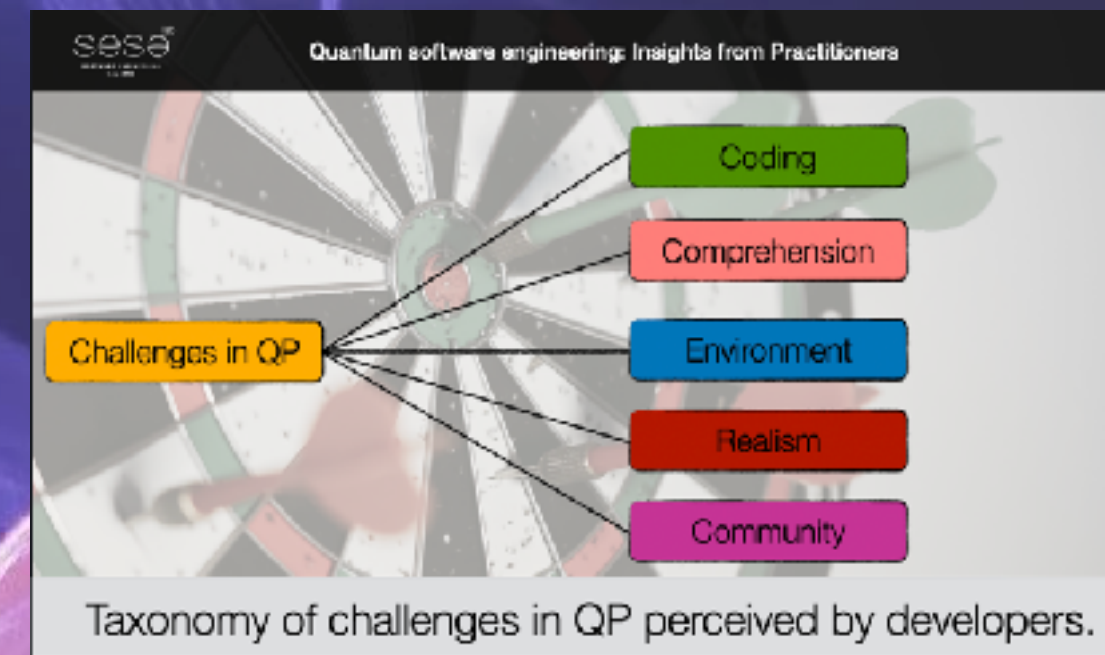 sesa
Quantum software engineering: Insights from Practitioners
Coding
Comprehension
Challenges in QP
Environment
Realism
Community
Taxonomy of challenges in QP perceived by developers.